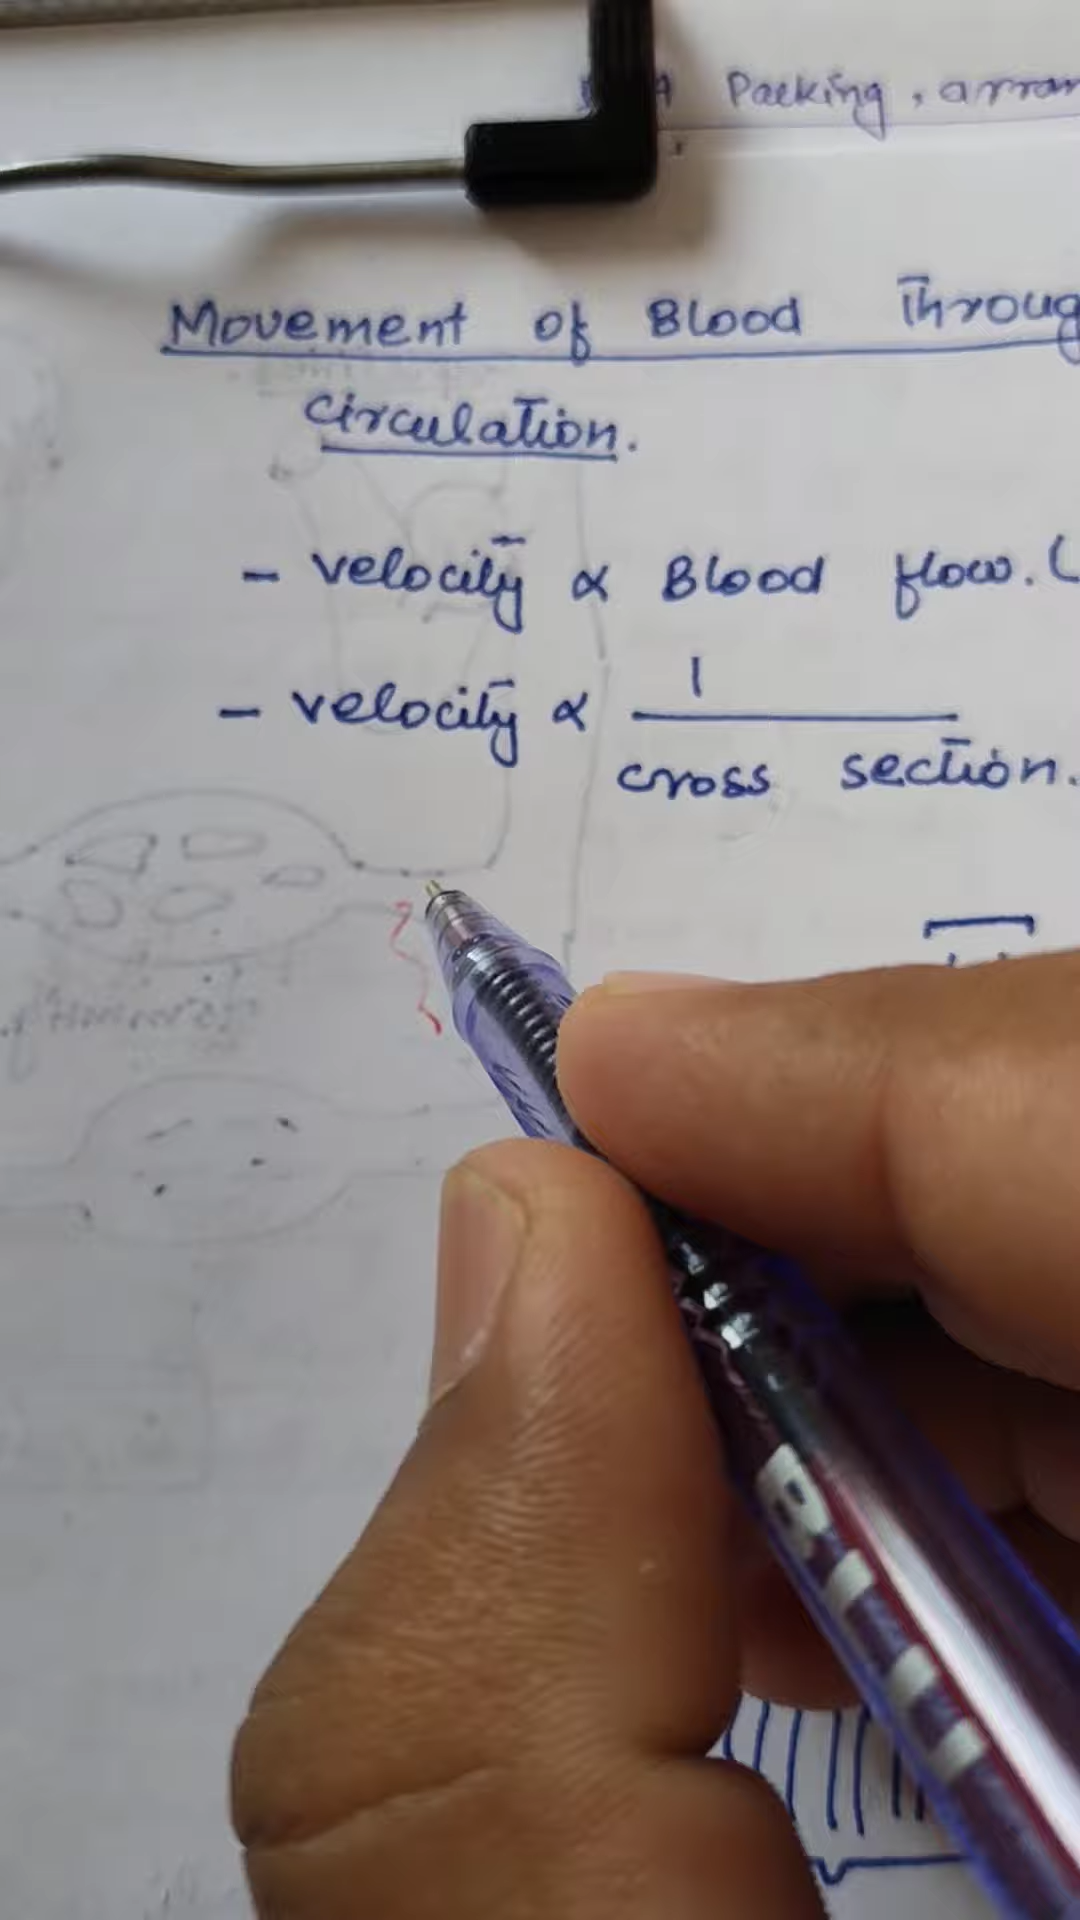 Packing, arran
Movement of Blood Throug
circulation.
- velocity ∝ Blood flow. (
- velocity ∝ 1
cross section.